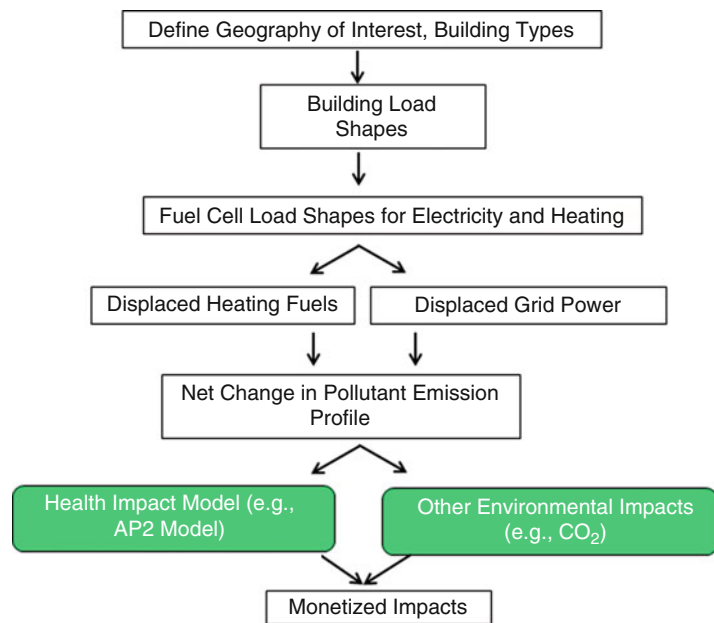 Define Geography of Interest, Building Types
Building Load
Shapes
Fuel Cell Load Shapes for Electricity and Heating
Displaced Heating Fuels
Displaced Grid Power
Net Change in Pollutant Emission
Profile
Health Impact Model (e.g.,
AP2 Model)
Other Environmental Impacts
(e.g., CO₂)
Monetized Impacts